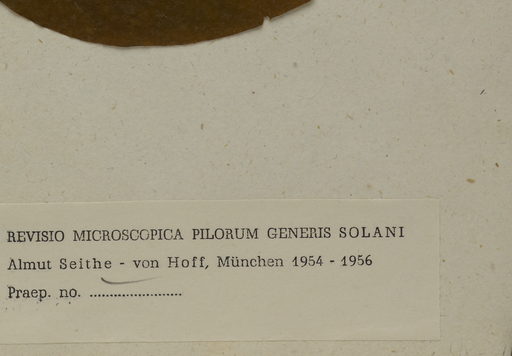 REVISIO MICROSCOPICA PILORUM GENERIS SOLANI
Almut Seithe - von Hoff, München 1954 - 1956
Praep. no. ........................